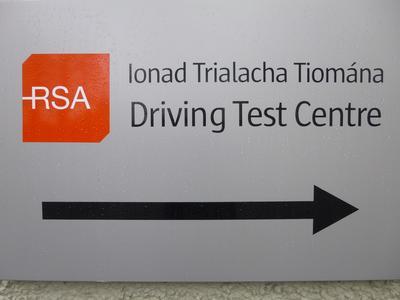 RSA
Ionad Trialacha Tiomána
Driving Test Centre